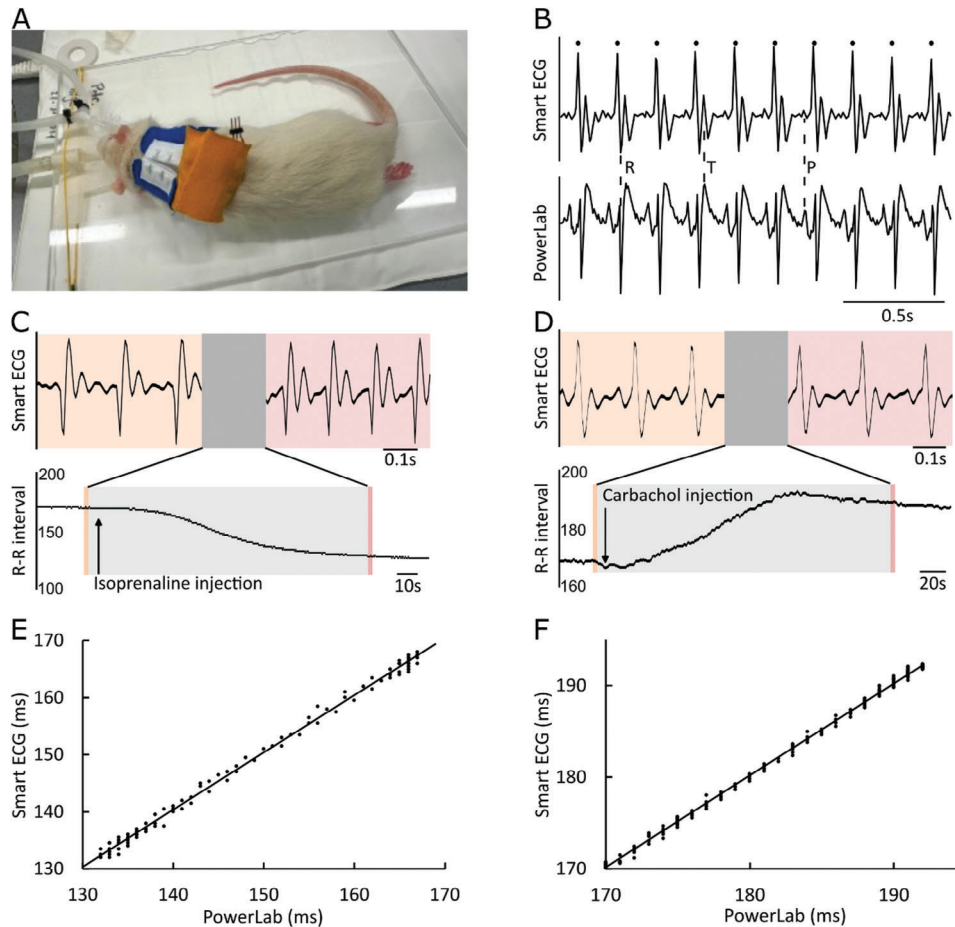 A
B
Smart ECG
R
T
P
PowerLab
0.5s
C
Smart ECG
0.1s
200
150
100
R-R interval
Isoprenaline injection
10s
D
Smart ECG
0.1s
200
180
160
R-R interval
Carbachol injection
20s
E
170
160
150
140
130
Smart ECG (ms)
130
140
150
160
170
PowerLab (ms)
F
190
180
170
Smart ECG (ms)
170
180
190
PowerLab (ms)